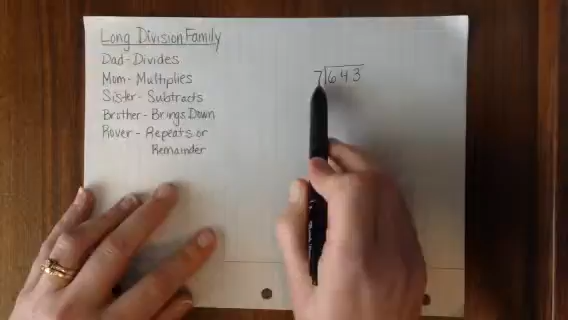 Long Division Family
Dad- Divides
Mom- Multiplies
Sister- Subtracts
Brother- Brings Down
Rover- Repeats or
Remainder
7)643